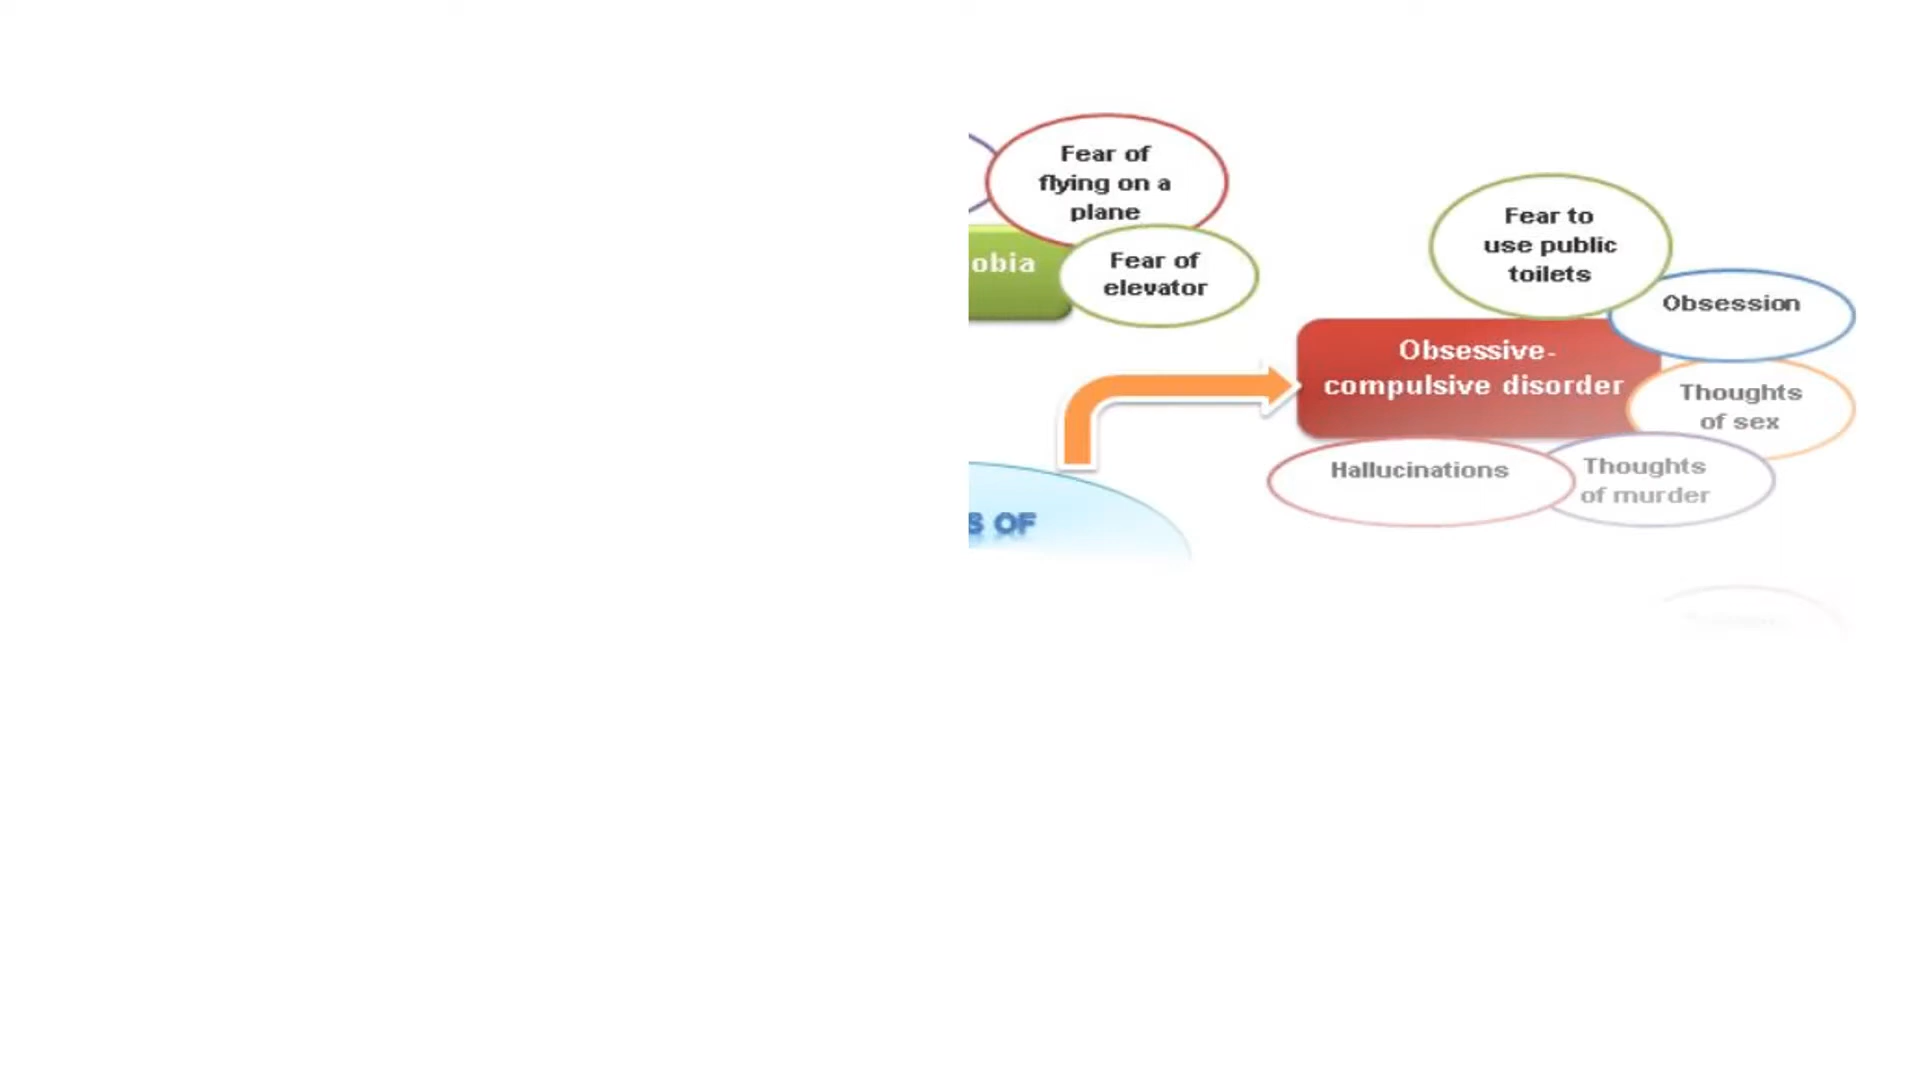 Fear of
flying on a
plane
obia
Fear of
elevator
Fear to
use public
toilets
Obsession
Obsessive-
compulsive disorder
Thoughts
of sex
Hallucinations
Thoughts
of murder
S OF